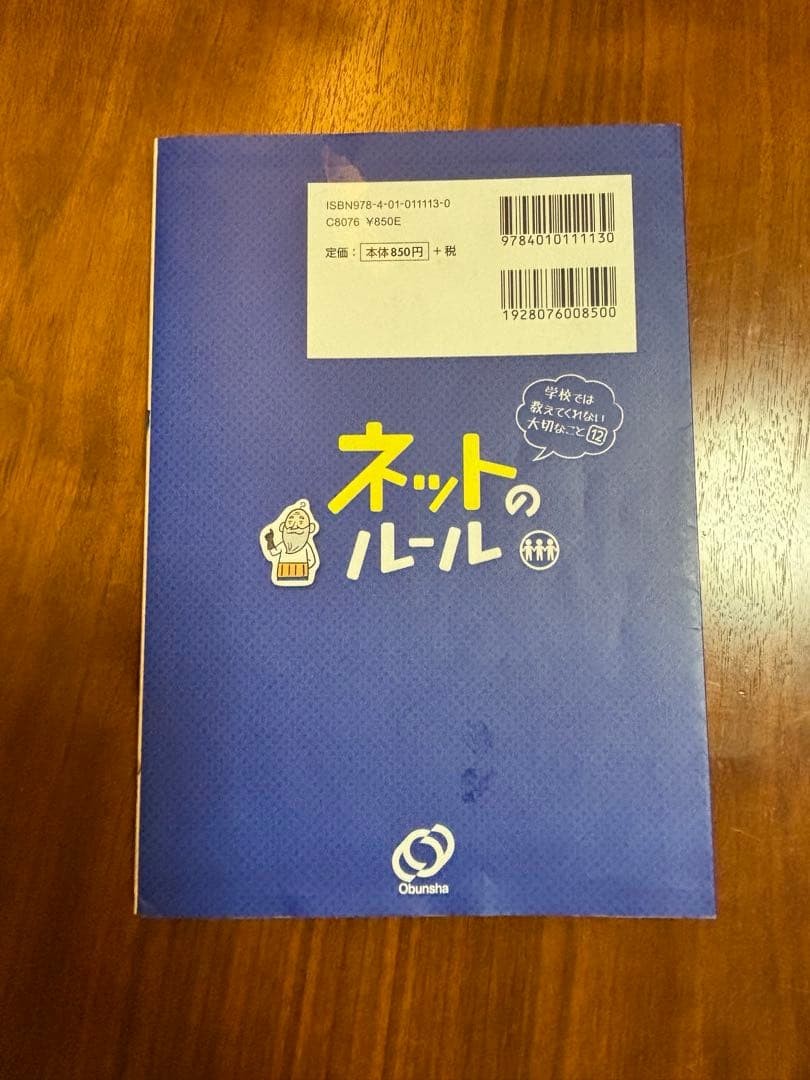 ISBN978-4-01-011113-0
C8076 ¥850E
定価： 本体850円 ＋税
9784010111130
1928076008500
学校では
教えてくれない
大切なこと 12
ネットの
ルール
Obunsha